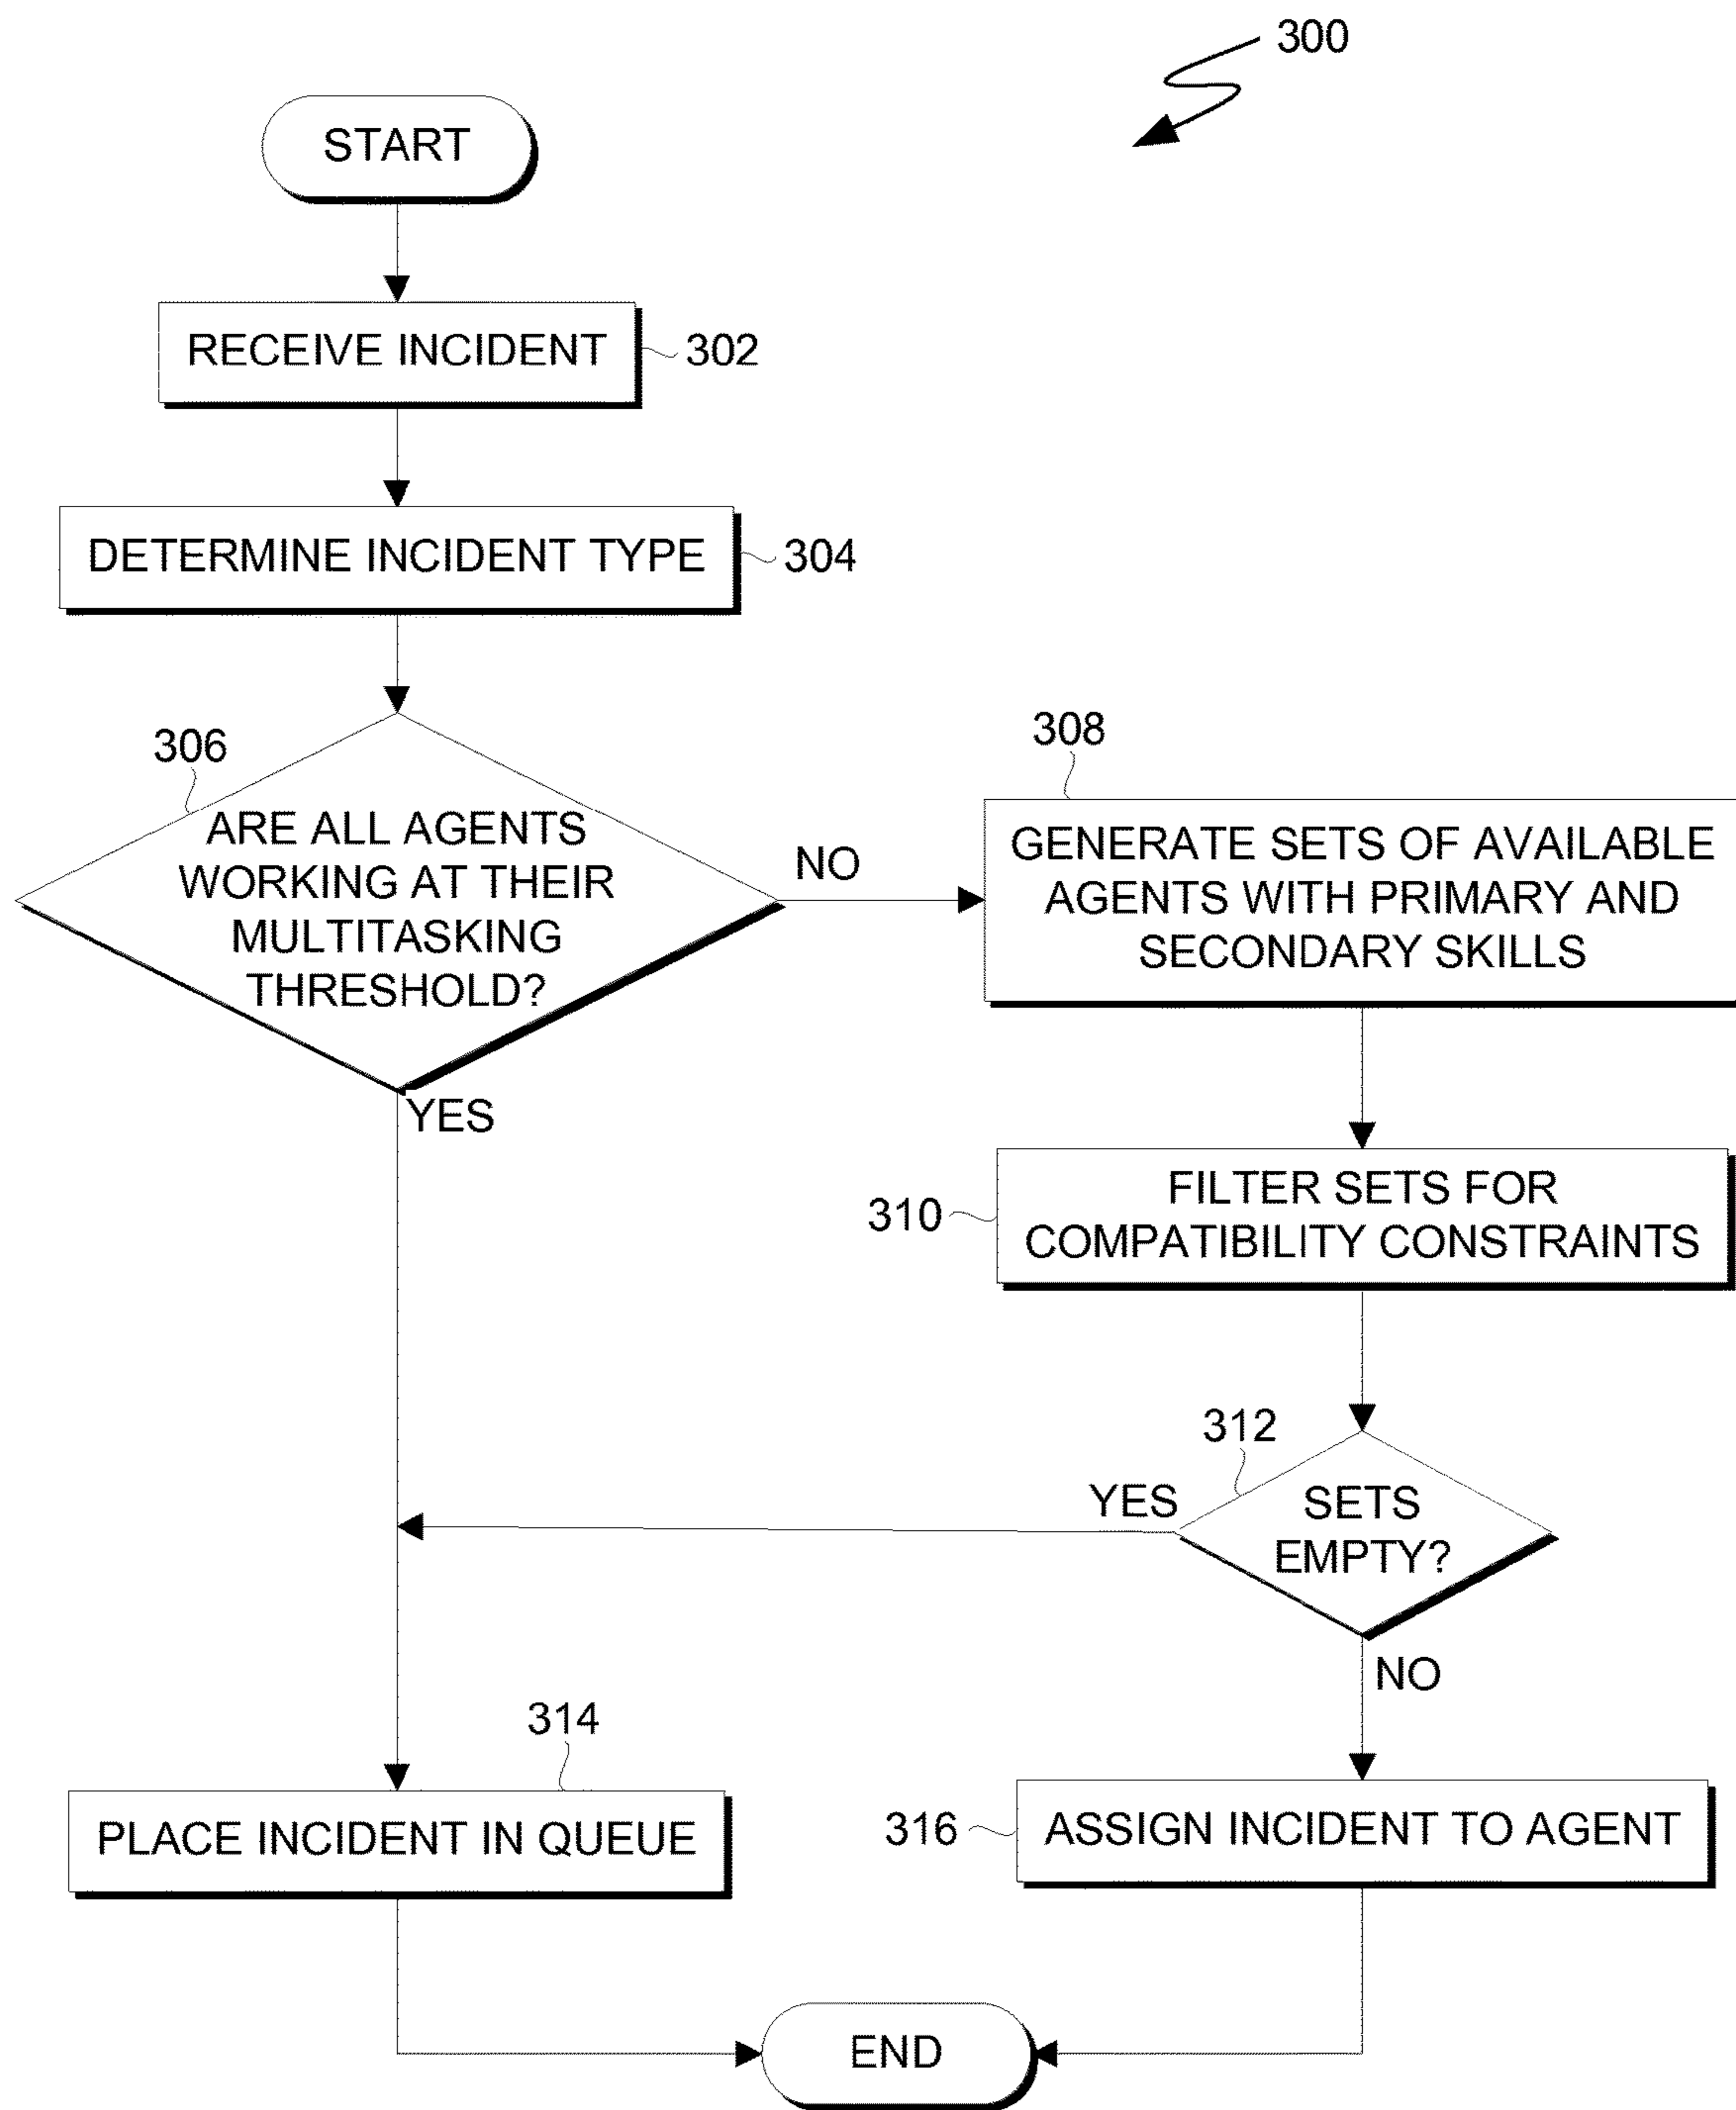 300
START
RECEIVE INCIDENT
302
DETERMINE INCIDENT TYPE
304
306
ARE ALL AGENTS
WORKING AT THEIR
MULTITASKING
THRESHOLD?
NO
YES
308
GENERATE SETS OF AVAILABLE
AGENTS WITH PRIMARY AND
SECONDARY SKILLS
310
FILTER SETS FOR
COMPATIBILITY CONSTRAINTS
312
SETS
EMPTY?
YES
NO
314
PLACE INCIDENT IN QUEUE
316
ASSIGN INCIDENT TO AGENT
END